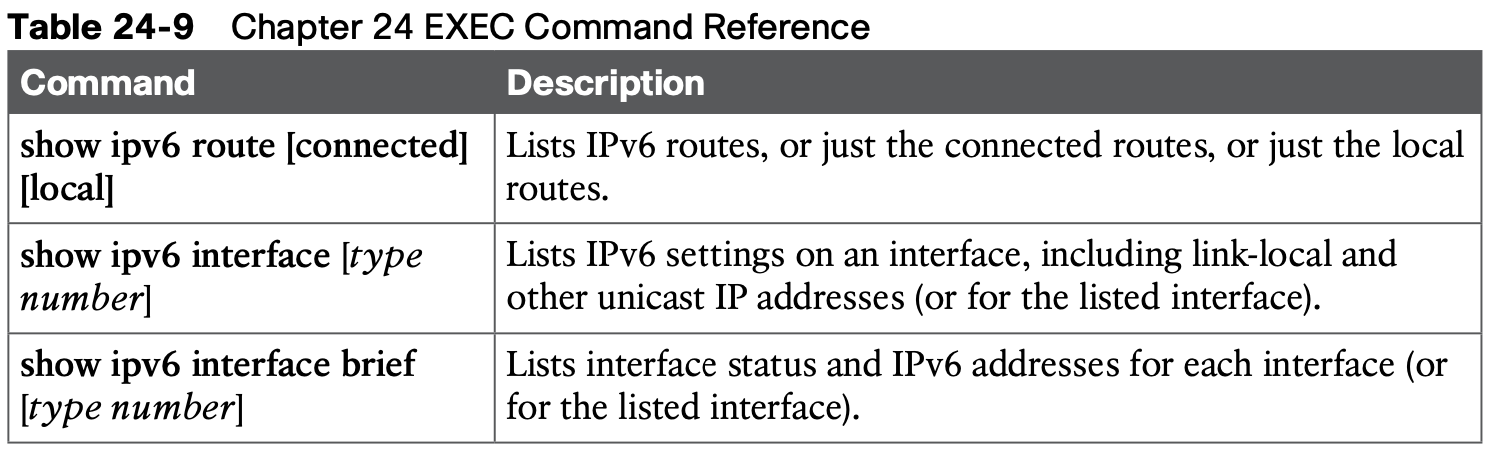 Table 24-9 Chapter 24 EXEC Command Reference
Command Description
show ipv6 route [connected]
[local]
Lists IPv6 routes, or just the connected routes, or just the local
routes.
show ipv6 interface [type
number]
Lists IPv6 settings on an interface, including link-local and
other unicast IP addresses (or for the listed interface).
show ipv6 interface brief
[type number]
Lists interface status and IPv6 addresses for each interface (or
for the listed interface).